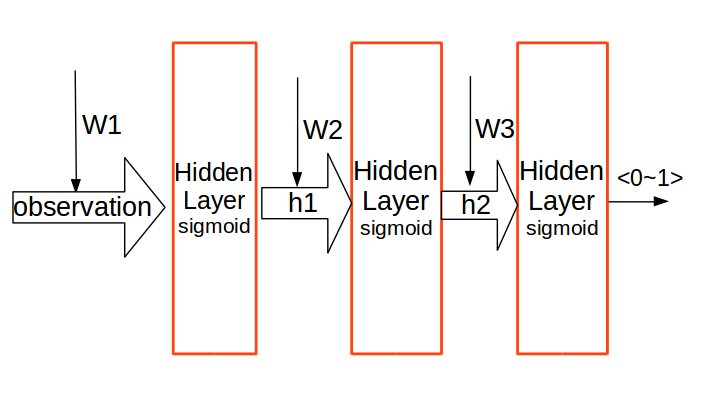 W1
observation
Hidden
Layer
sigmoid
W2
h1
Hidden
Layer
sigmoid
W3
h2
Hidden
Layer
sigmoid
<0~1>